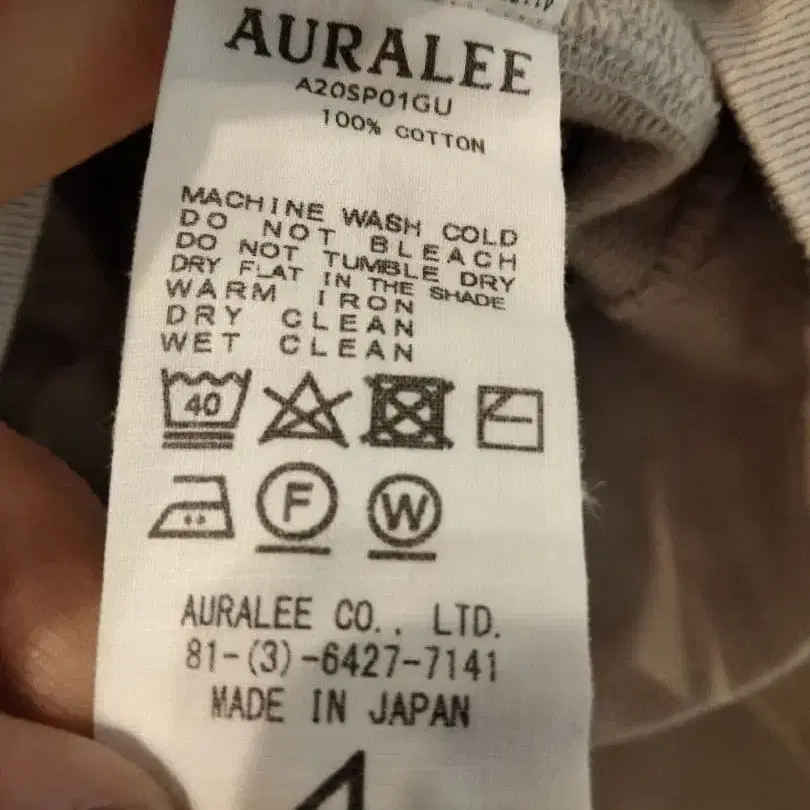 AURALEE
A20SP01GU
100% COTTON
MACHINE WASH COLD
DO NOT BLEACH
DO NOT TUMBLE DRY
DRY FLAT IN THE SHADE
WARM IRON
DRY CLEAN
WET CLEAN
40
F W
AURALEE CO., LTD.
81-(3)-6427-7141
MADE IN JAPAN